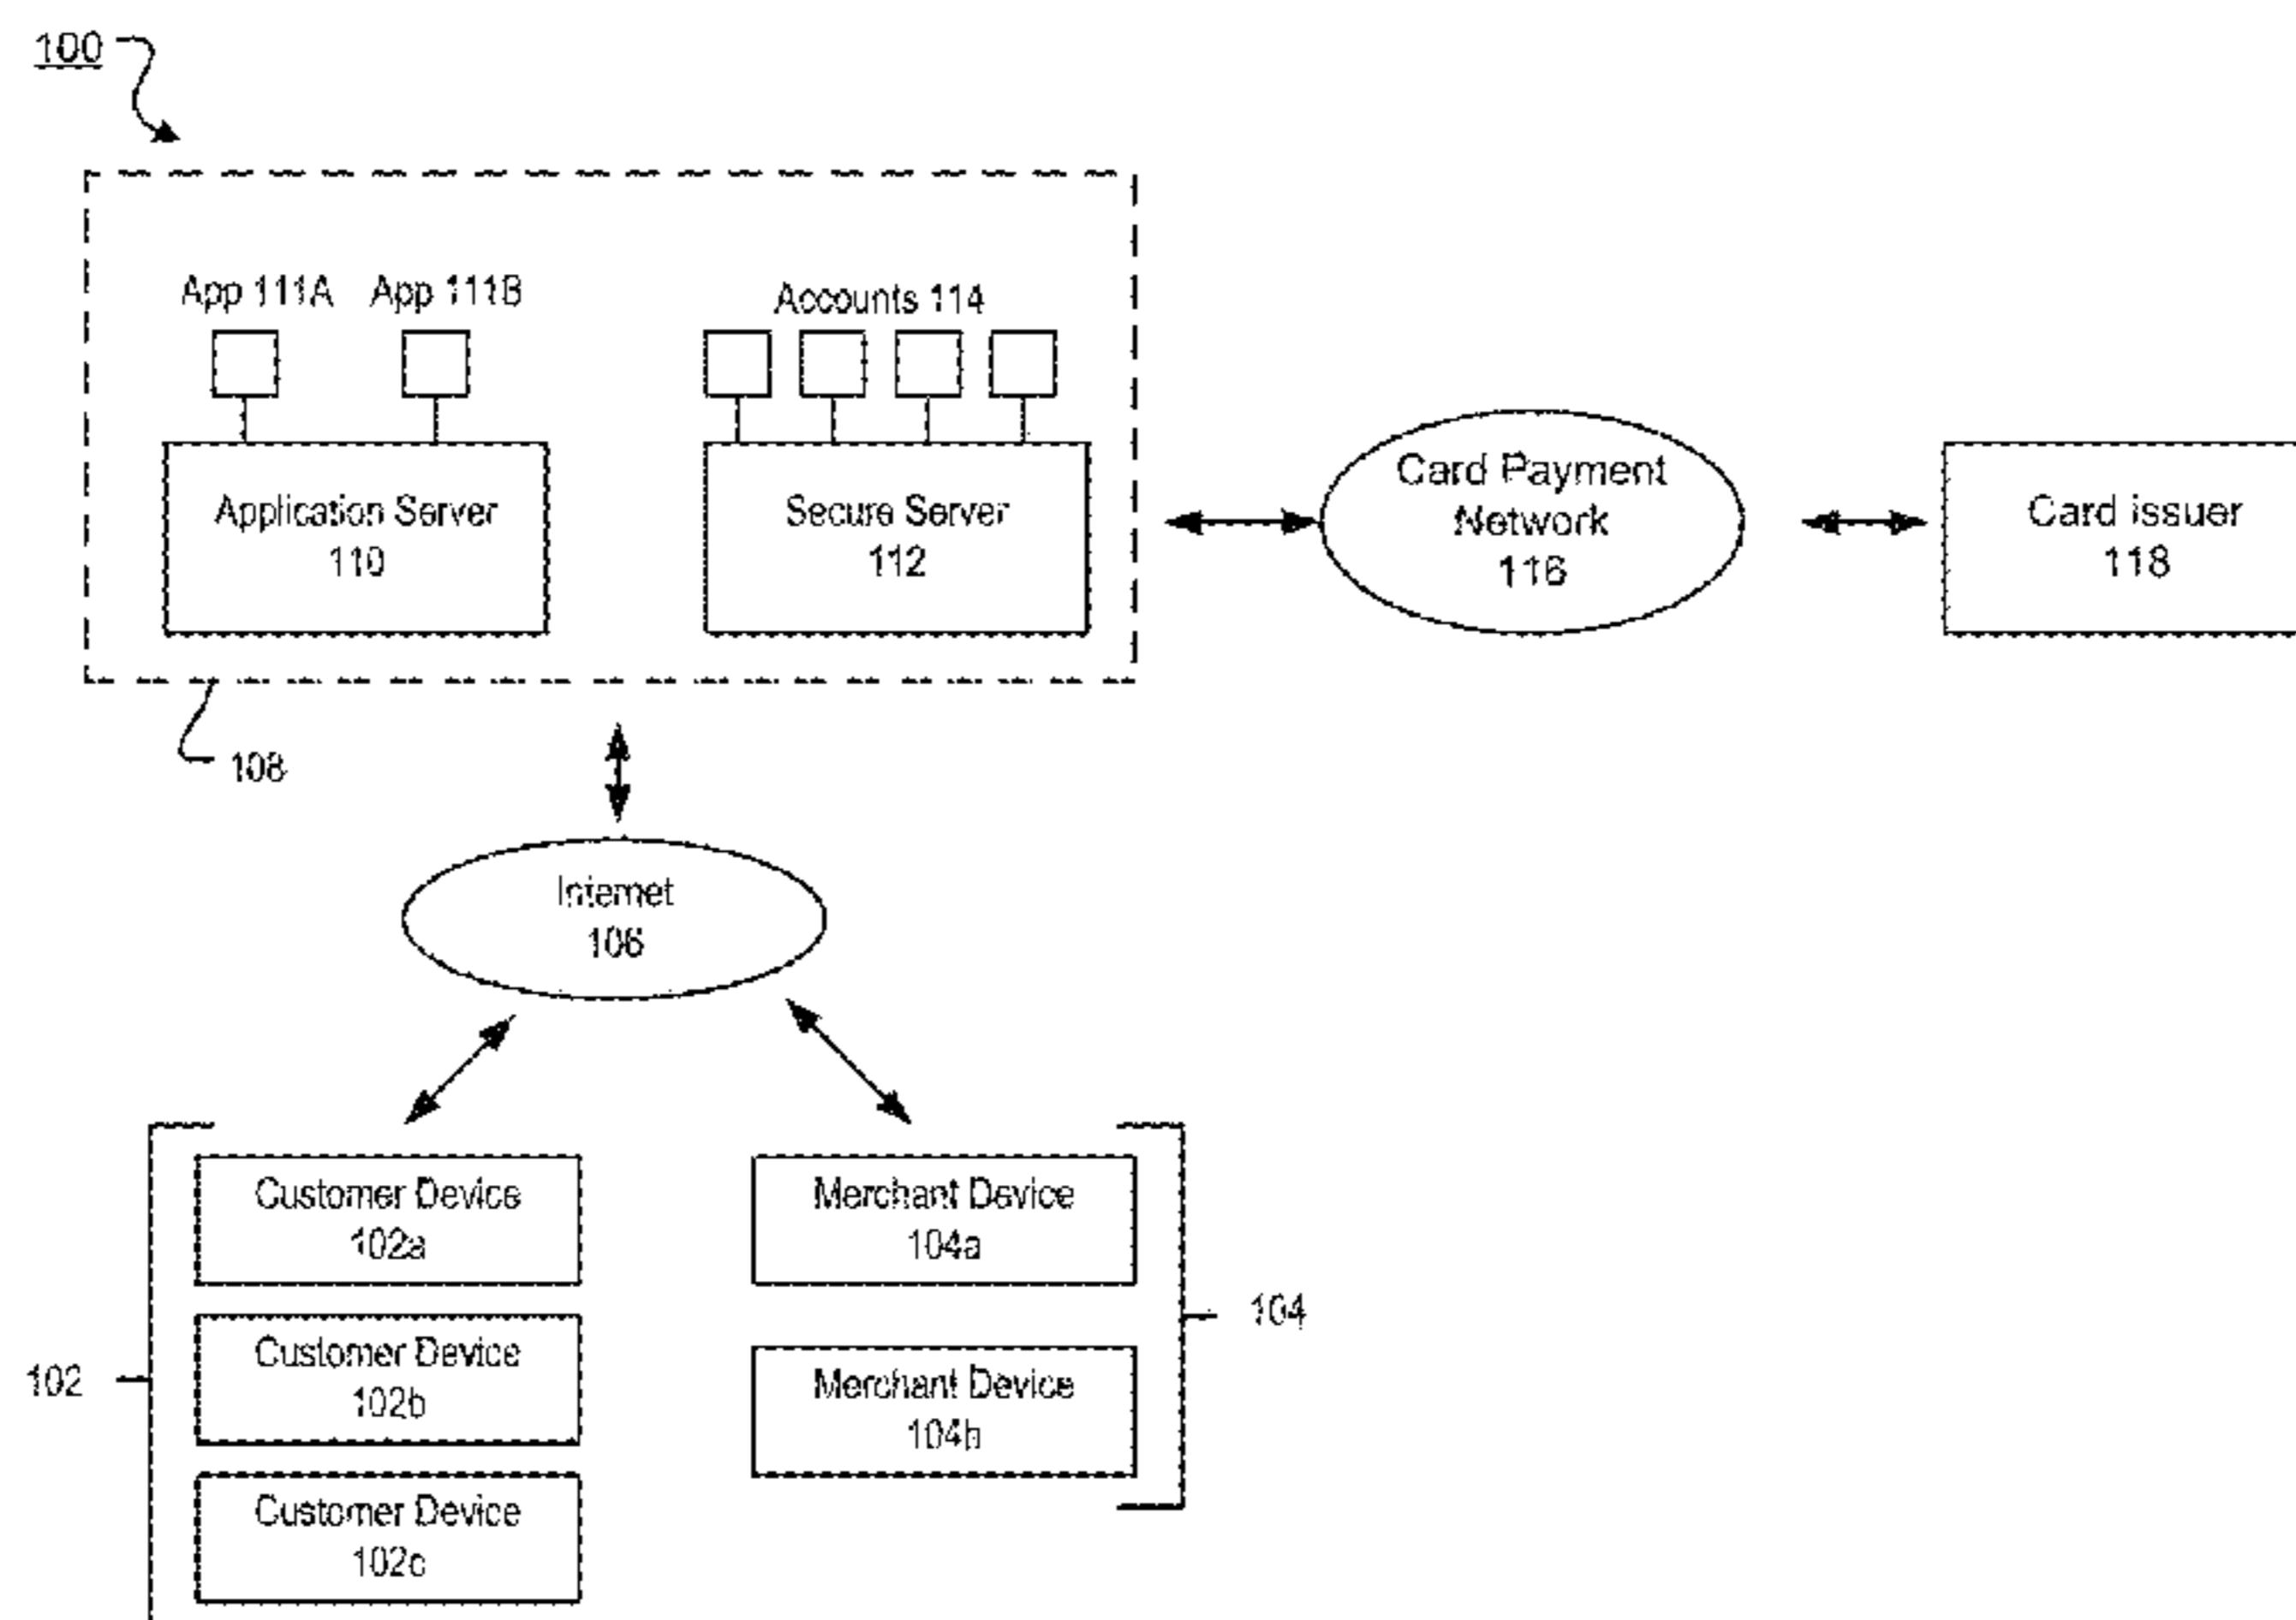 100
App 111A App 111B
Accounts 114
Application Server
110
Secure Server
112
Card Payment
Network
116
Card issuer
118
108
Internet
106
Customer Device
102a
Merchant Device
104a
104
Customer Device
102b
102
Merchant Device
104b
Customer Device
102c